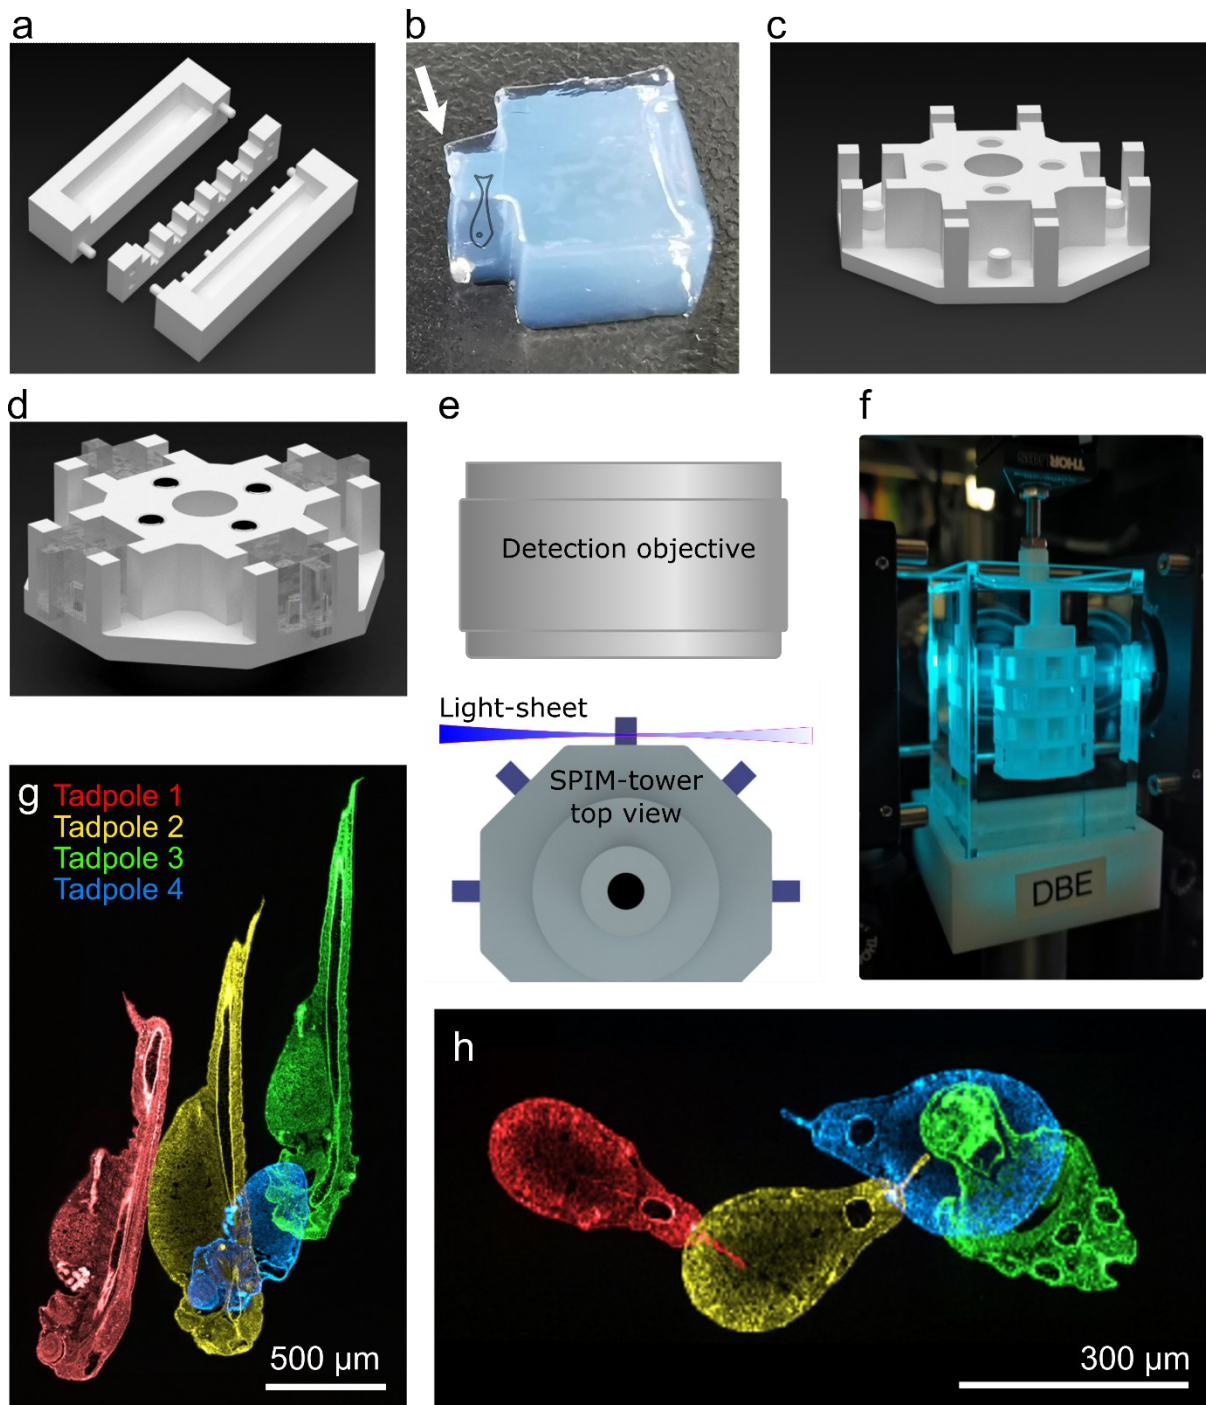 a
b
c
d
e
f
Detection objective
THORLABS
Light-sheet
SPIM-tower
top view
DBE
g
Tadpole 1
Tadpole 2
Tadpole 3
Tadpole 4
500 µm
h
300 µm